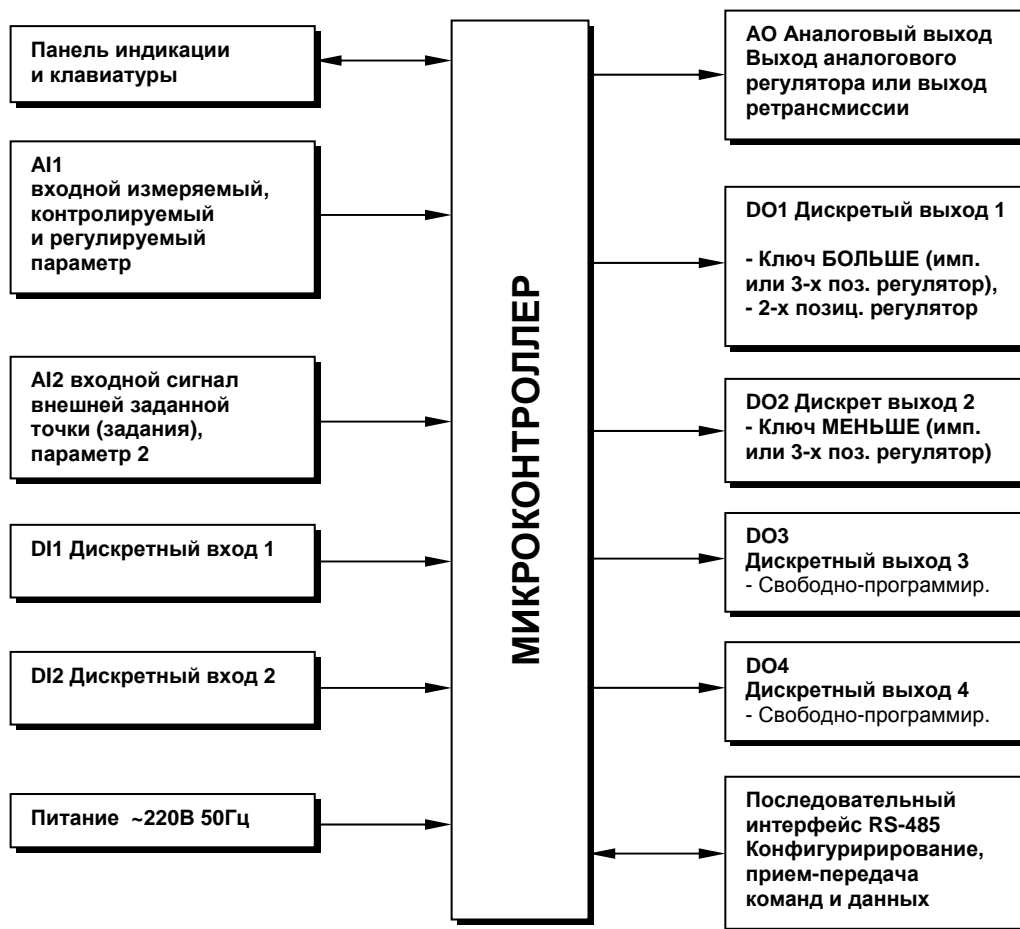 Панель индикации
и клавиатуры
AI1
входной измеряемый,
контролируемый
и регулируемый
параметр
AI2 входной сигнал
внешней заданной
точки (задания),
параметр 2
DI1 Дискретный вход 1
DI2 Дискретный вход 2
Питание ~220В 50Гц
МИКРОКОНТРОЛЛЕР
АО Аналоговый выход
Выход аналогового
регулятора или выход
ретрансмиссии
DO1 Дискретый выход 1
- Ключ БОЛЬШЕ (имп.
или 3-х поз. регулятор),
- 2-х позиц. регулятор
DO2 Дискрет выход 2
- Ключ МЕНЬШЕ (имп.
или 3-х поз. регулятор)
DO3
Дискретный выход 3
- Свободно-программир.
DO4
Дискретный выход 4
- Свободно-программир.
Последовательный
интерфейс RS-485
Конфигуририрование,
прием-передача
команд и данных